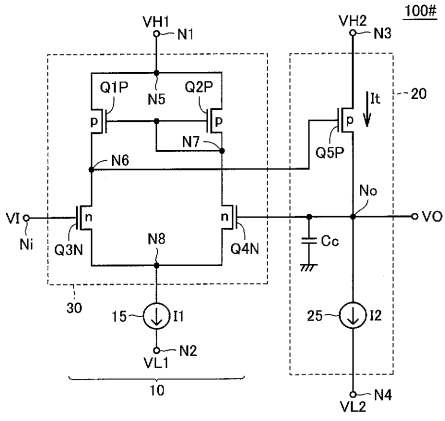 100#
VH1
N1
VH2
N3
Q1P
N5
Q2P
20
It
p
p
p
N7
Q5P
N6
No
VI
n
n
VO
Ni
Q3N
N8
Q4N
Cc
30
15
I1
25
I2
N2
VL1
10
N4
VL2